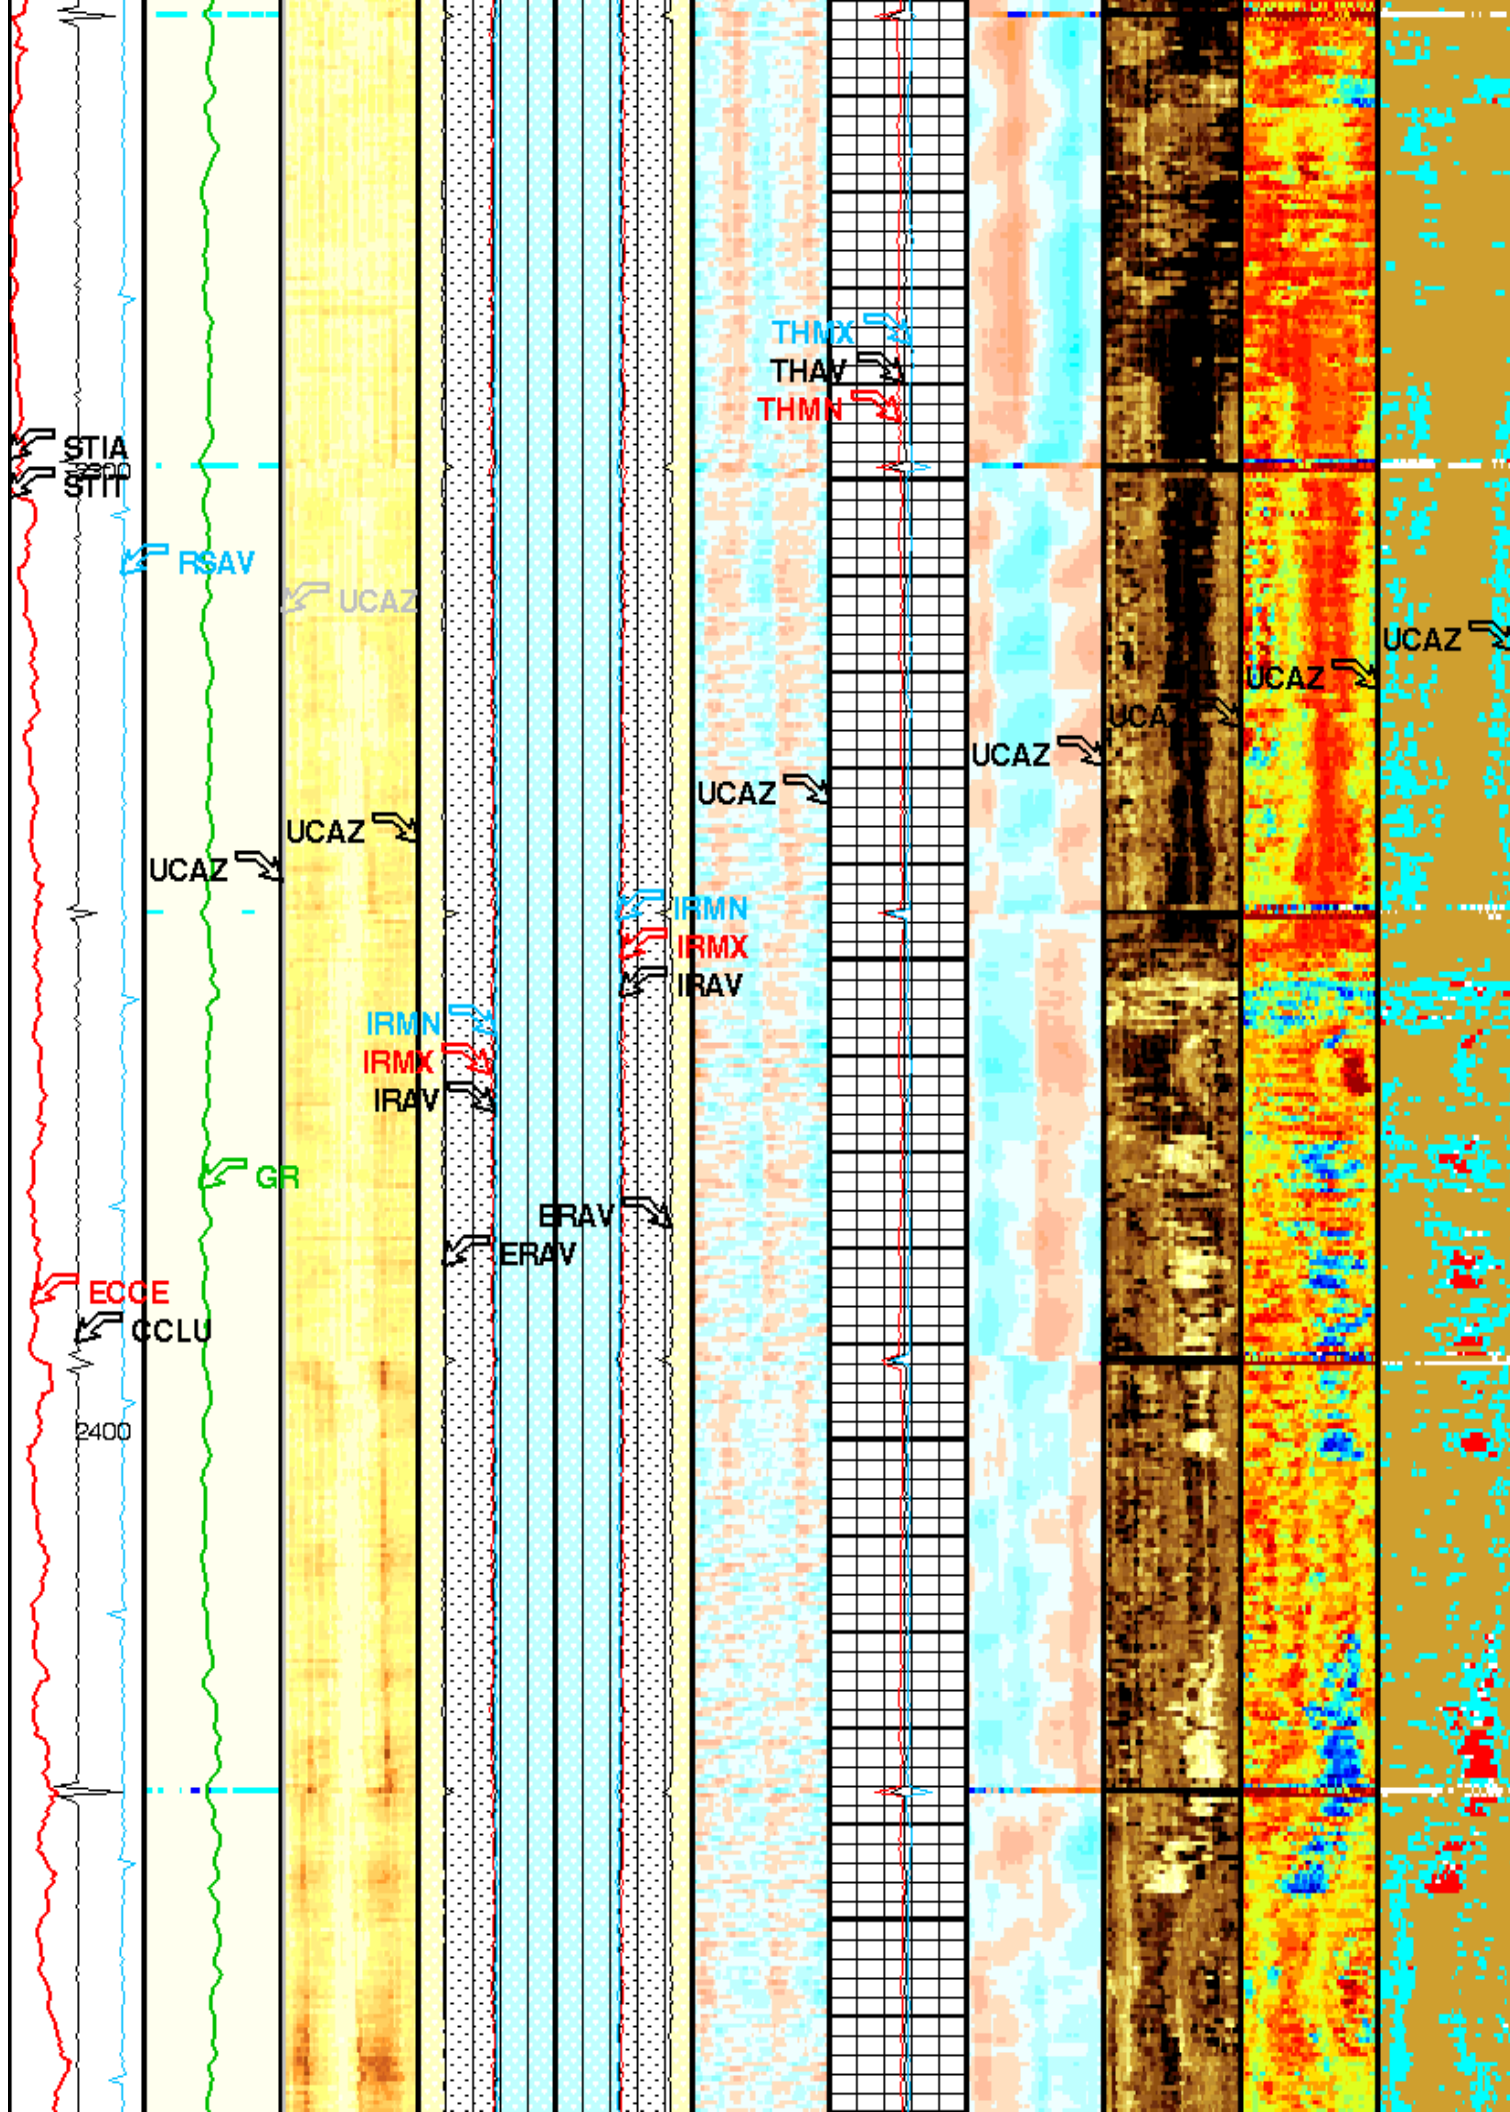 THMX
THAV
THMN
STIA
2300
STIT
RSAV
UCAZ
UCAZ
UCAZ
UCAZ
UCAZ
UCAZ
UCAZ
UCAZ
IRMN
IRMX
IRAV
IRMN
IRMX
IRAV
GR
ERAV
ERAV
ECCE
CCLU
2400